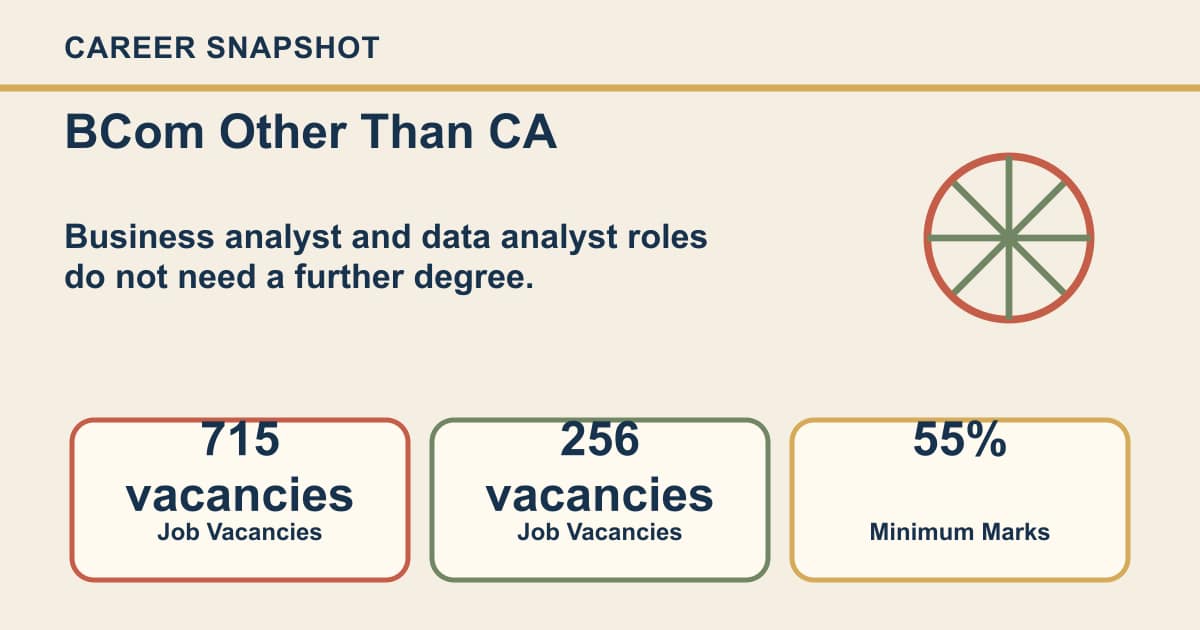 CAREER SNAPSHOT
BCom Other Than CA
Business analyst and data analyst roles
do not need a further degree.
715
vacancies
Job Vacancies
256
vacancies
Job Vacancies
55%
Minimum Marks